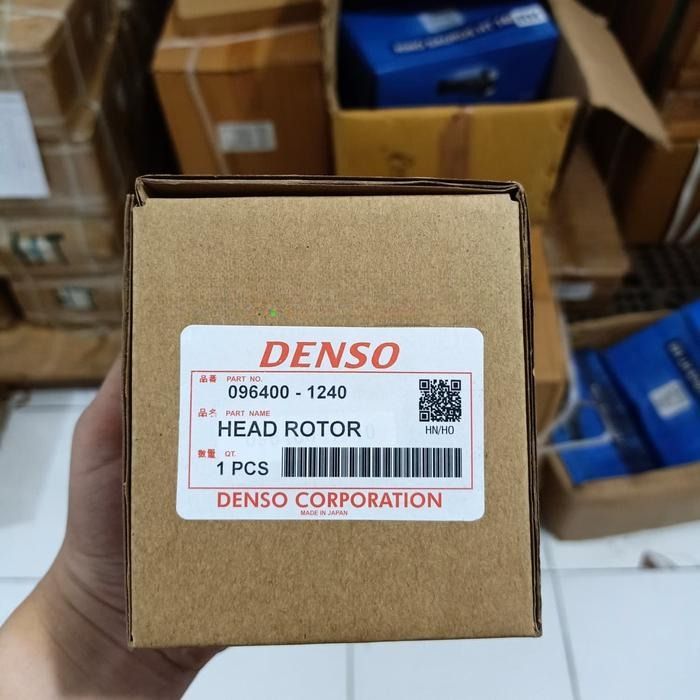 DENSO
品番 PART NO.
096400 - 1240
品名 PART NAME
HEAD ROTOR
HN/HO
數量 QT.
1 PCS
DENSO CORPORATION
MADE IN JAPAN